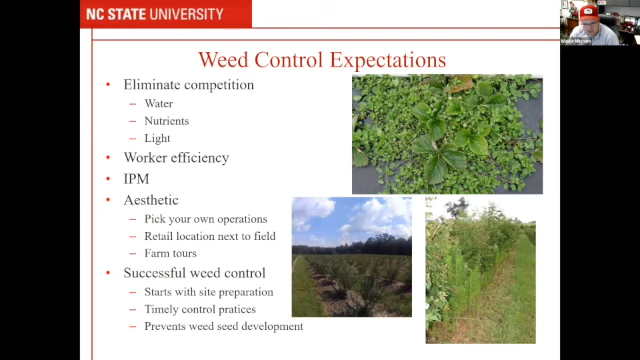 NC STATE UNIVERSITY
Weed Control Expectations
• Eliminate competition
– Water
– Nutrients
– Light
• Worker efficiency
• IPM
• Aesthetic
– Pick your own operations
– Retail location next to field
– Farm tours
• Successful weed control
– Starts with site preparation
– Timely control pratices
– Prevents weed seed development